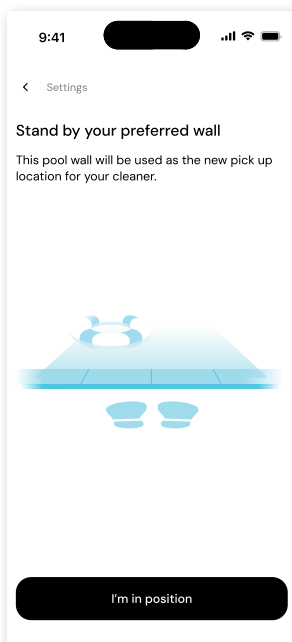 9:41
Settings
Stand by your preferred wall
This pool wall will be used as the new pick up
location for your cleaner.
I’m in position